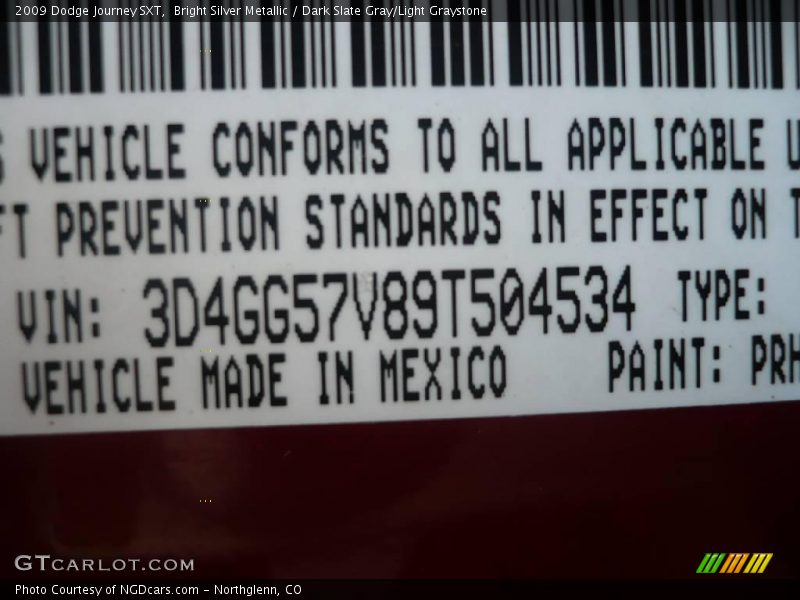 2009 Dodge Journey SXT,  Bright Silver Metallic / Dark Slate Gray/Light Graystone
VEHICLE CONFORMS TO ALL APPLICABLE
PREVENTION STANDARDS IN EFFECT ON
VIN: 3D4GG57V89T504534 TYPE:
VEHICLE MADE IN MEXICO PAINT: PRH
GTCARLOT.COM
Photo Courtesy of NGDcars.com – Northglenn, CO